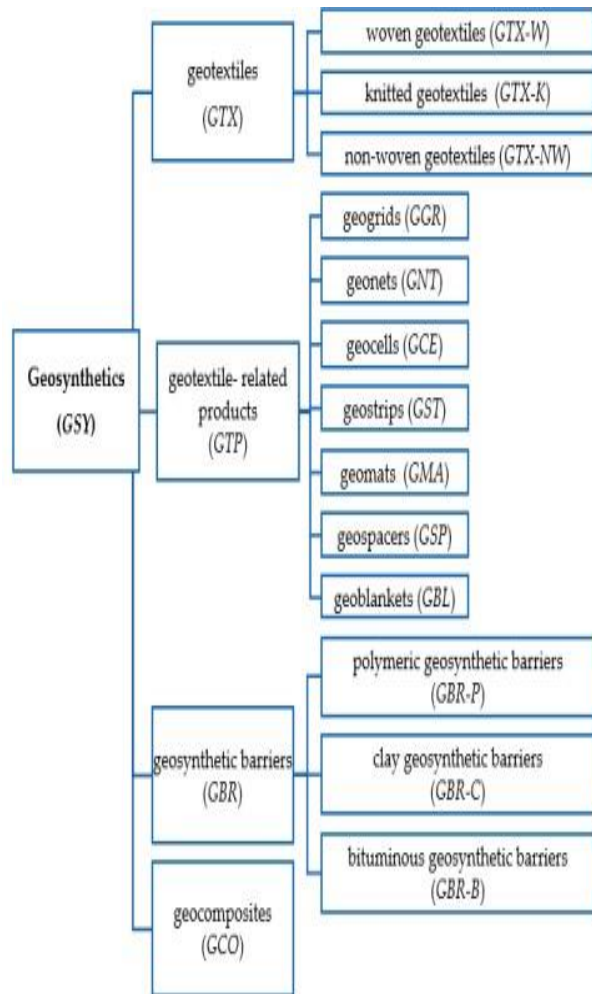 Geosynthetics
(GSY)
geotextiles
(GTX)
woven geotextiles (GTX-W)
knitted geotextiles (GTX-K)
non-woven geotextiles (GTX-NW)
geotextile- related
products
(GTP)
geogrids (GGR)
geonets (GNT)
geocells (GCE)
geostrips (GST)
geomats (GMA)
geospacers (GSP)
geoblankets (GBL)
geosynthetic barriers
(GBR)
polymeric geosynthetic barriers
(GBR-P)
clay geosynthetic barriers
(GBR-C)
bituminous geosynthetic barriers
(GBR-B)
geocomposites
(GCO)